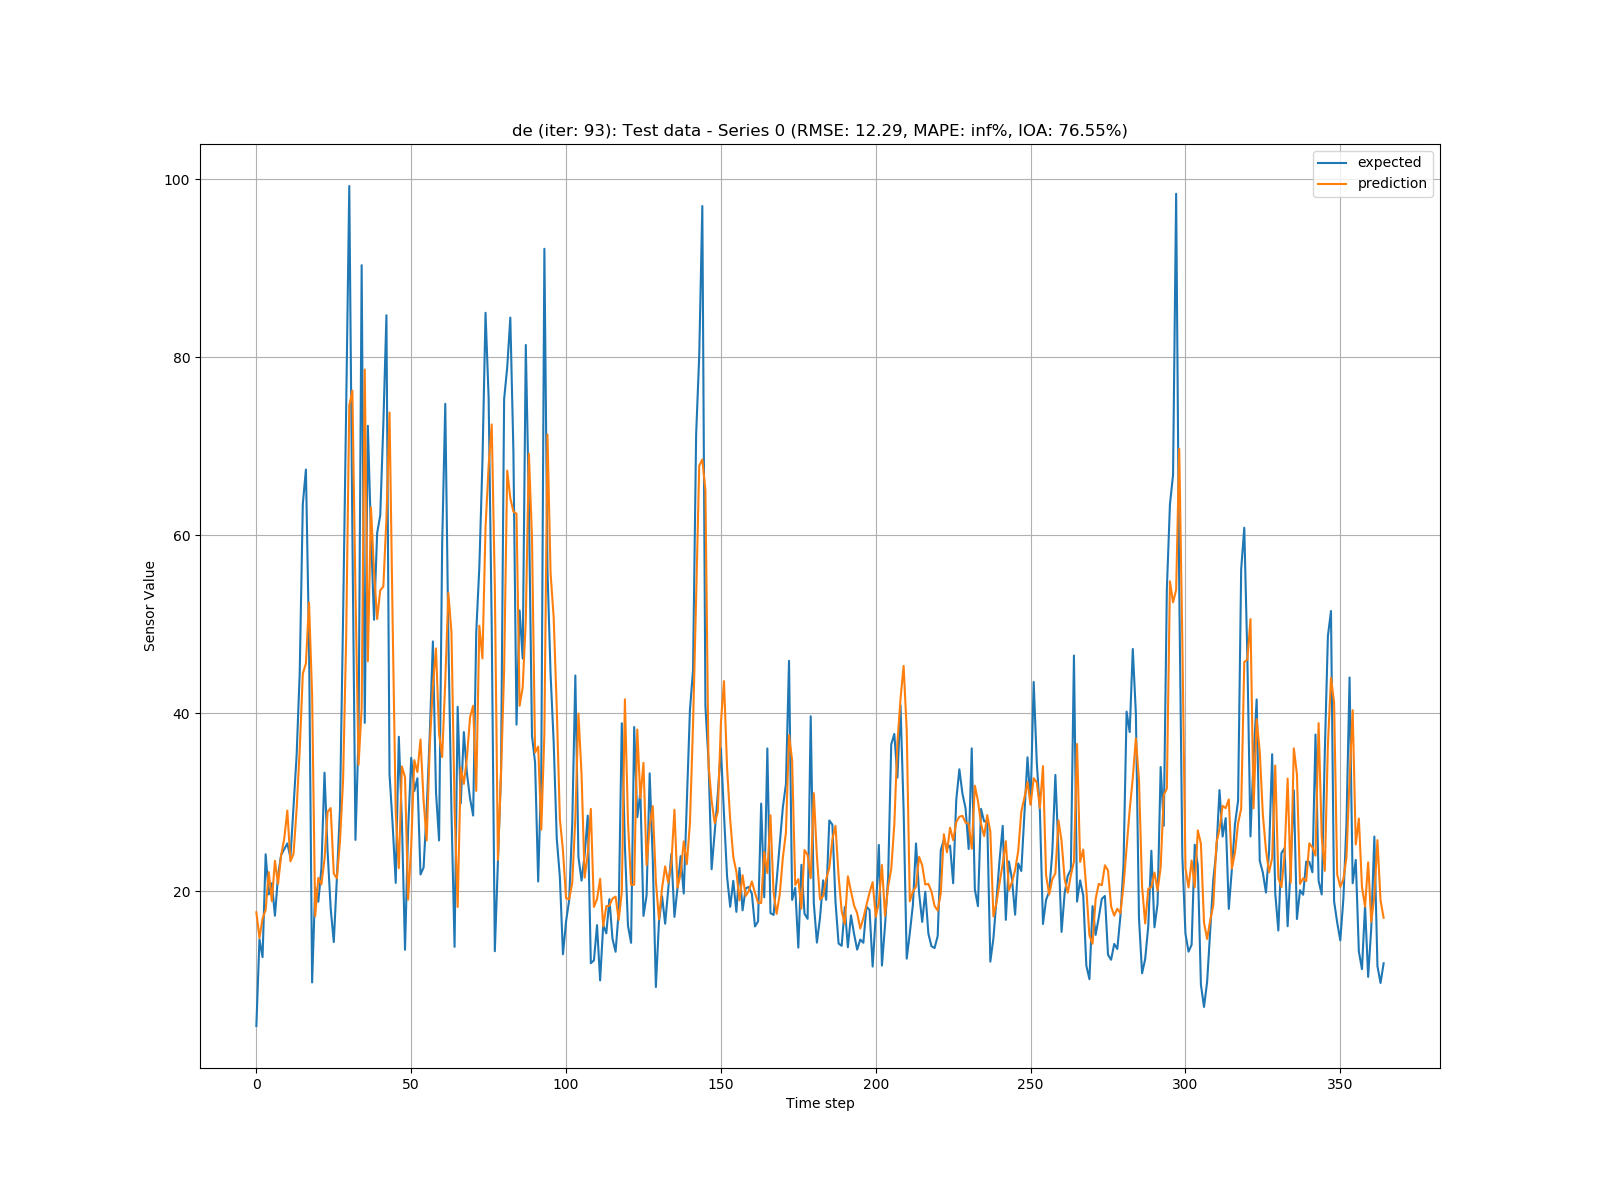 de (iter: 93): Test data - Series 0 (RMSE: 12.29, MAPE: inf%, IOA: 76.55%)
expected
prediction
100
80
60
40
20
Sensor Value
0
50
100
150
200
250
300
350
Time step